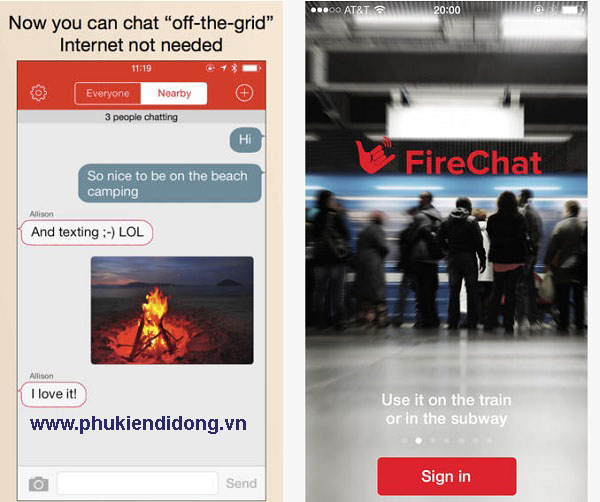 Now you can chat “off-the-grid”
Internet not needed
11:19
Everyone
Nearby
3 people chatting
Hi
So nice to be on the beach
camping
Allison
And texting ;-) LOL
Allison
I love it!
www.phukiendidong.vn
Send
AT&T
20:00
FireChat
Use it on the train
or in the subway
Sign in